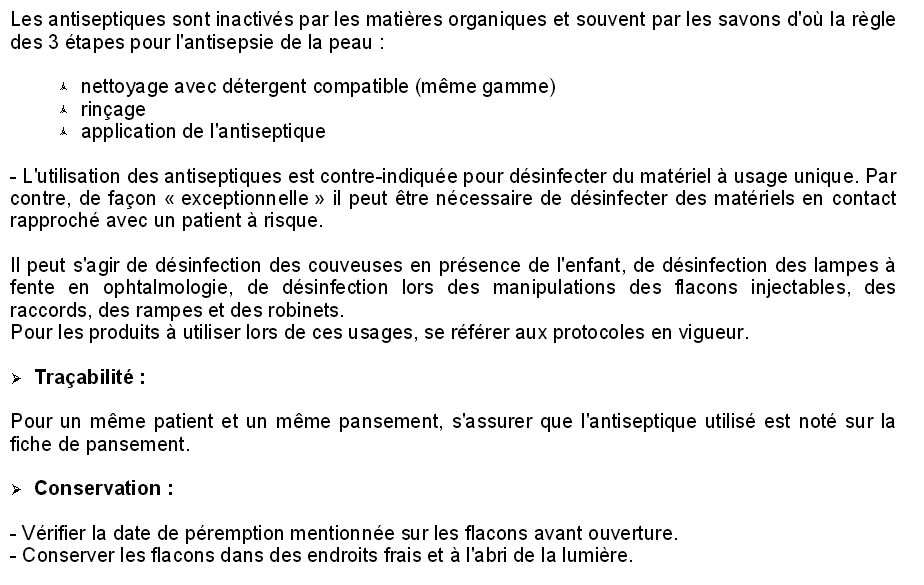 Les antiseptiques sont inactivés par les matières organiques et souvent par les savons d'où la règle
des 3 étapes pour l'antisepsie de la peau :
nettoyage avec détergent compatible (même gamme)
rinçage
application de l'antiseptique
- L'utilisation des antiseptiques est contre-indiquée pour désinfecter du matériel à usage unique. Par
contre, de façon « exceptionnelle » il peut être nécessaire de désinfecter des matériels en contact
rapproché avec un patient à risque.
Il peut s'agir de désinfection des couveuses en présence de l'enfant, de désinfection des lampes à
fente en ophtalmologie, de désinfection lors des manipulations des flacons injectables, des
raccords, des rampes et des robinets.
Pour les produits à utiliser lors de ces usages, se référer aux protocoles en vigueur.
➢ Traçabilité :
Pour un même patient et un même pansement, s'assurer que l'antiseptique utilisé est noté sur la
fiche de pansement.
➢ Conservation :
- Vérifier la date de péremption mentionnée sur les flacons avant ouverture.
- Conserver les flacons dans des endroits frais et à l'abri de la lumière.